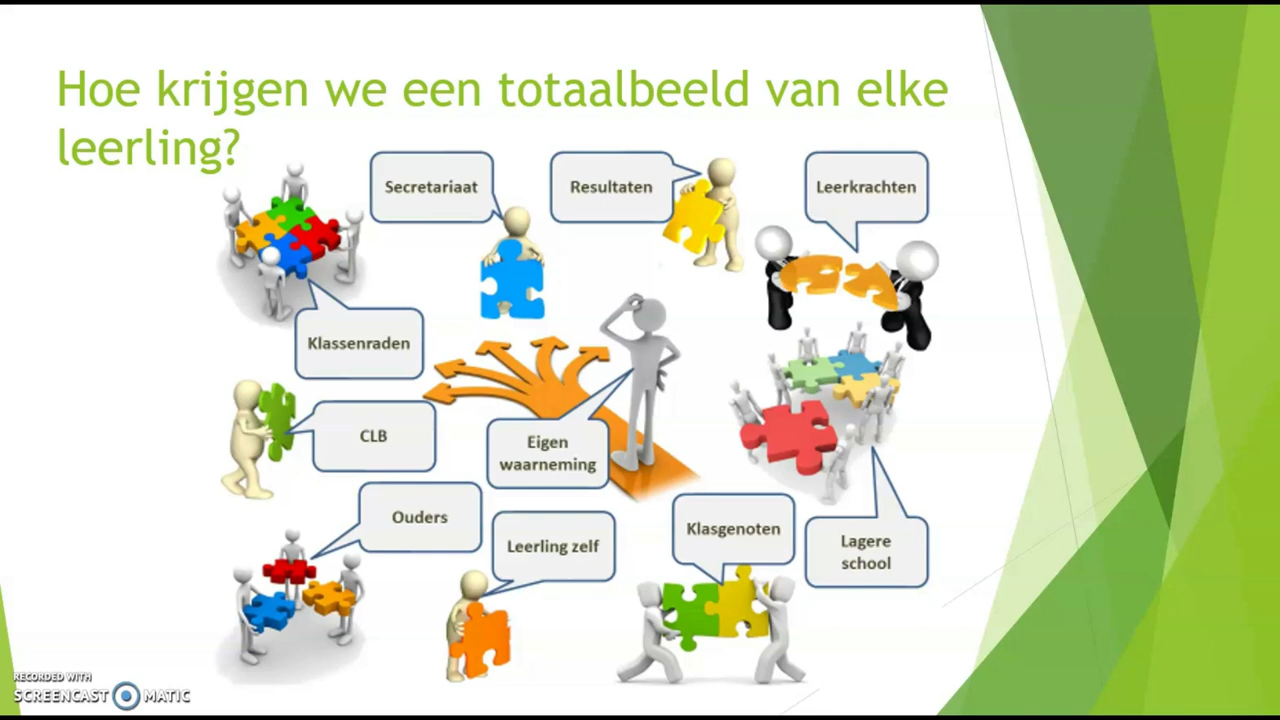 Hoe krijgen we een totaalbeeld van elke
leerling?
Secretariaat
Resultaten
Leerkrachten
Klassenraden
CLB
Eigen
waarneming
Ouders
Leerling zelf
Klasgenoten
Lagere
school
RECORDED WITH
SCREENCAST MATIC